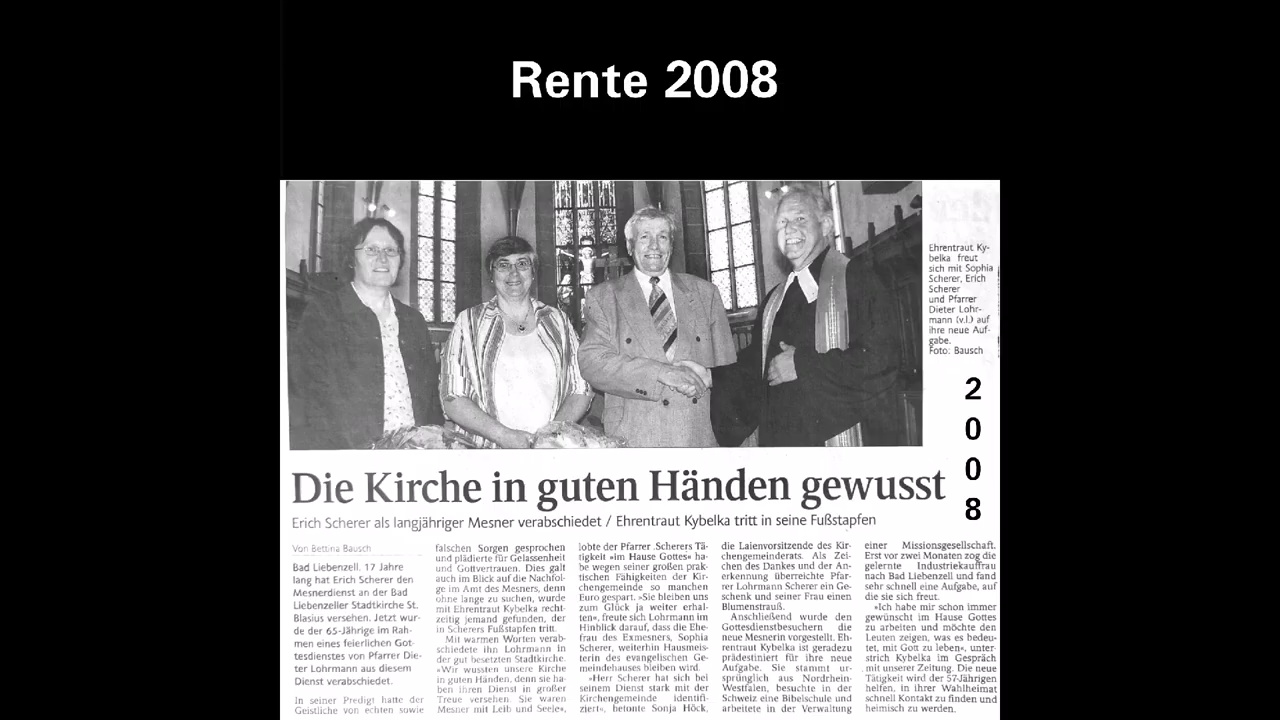 Rente 2008
Ehrentraut Ky-
belka freut
sich mit Sophia
Scherer, Erich
Scherer
und Pfarrer
Dieter Lohr-
mann (v.l.) auf
ihre neue Auf-
gabe.
Foto: Bausch
2
0
0
8
Die Kirche in guten Händen gewusst
Erich Scherer als langjähriger Mesner verabschiedet / Ehrentraut Kybelka tritt in seine Fußstapfen
Von Bettina Bausch
Bad Liebenzell. 17 Jahre
lang hat Erich Scherer den
Mesnerdienst an der Bad
Liebenzeller Stadtkirche St.
Blasius versehen. Jetzt wur-
de der 65-Jährige im Rah-
men eines feierlichen Got-
tesdienstes von Pfarrer Die-
ter Lohrmann aus diesem
Dienst verabschiedet.
In seiner Predigt hatte der
Geistliche von echten sowie
falschen Sorgen gesprochen
und plädierte für Gelassenheit
und Gottvertrauen. Dies galt
auch im Blick auf die Nachfol-
ge im Amt des Mesners, denn
ohne lange zu suchen, wurde
mit Ehrentraut Kybelka recht-
zeitig jemand gefunden, der
in Scherers Fußstapfen tritt.
Mit warmen Worten verab-
schiedete ihn Lohrmann in
der gut besetzten Stadtkirche.
»Wir wussten unsere Kirche
in guten Händen, denn sie ha-
ben ihren Dienst in großer
Treue versehen. Sie waren
Mesner mit Leib und Seele«,
lobte der Pfarrer Scherers Tä-
tigkeit »im Hause Gottes« ha-
be wegen seiner großen prak-
tischen Fähigkeiten der Kir-
chengemeinde so manchen
Euro gespart. »Sie bleiben uns
zum Glück ja weiter erhal-
ten«, freute sich Lohrmann im
Hinblick darauf, dass die Ehe-
frau des Exmesners, Sophia
Scherer, weiterhin Hausmeis-
terin des evangelischen Ge-
meindehauses bleiben wird.
»Herr Scherer hat sich bei
seinem Dienst stark mit der
Kirchengemeinde identifi-
ziert«, betonte Sonja Höck,
die Laienvorsitzende des Kir-
chengemeinderats. Als Zei-
chen des Dankes und der An-
erkennung überreichte Pfar-
rer Lohrmann Scherer ein Ge-
schenk und seiner Frau einen
Blumenstrauß.
Anschließend wurde den
Gottesdienstbesuchern die
neue Mesnerin vorgestellt. Eh-
rentraut Kybelka ist geradezu
prädestiniert für ihre neue
Aufgabe. Sie stammt ur-
sprünglich aus Nordrhein-
Westfalen, besuchte in der
Schweiz eine Bibelschule und
arbeitete in der Verwaltung
einer Missionsgesellschaft.
Erst vor zwei Monaten zog die
gelernte Industriekauffrau
nach Bad Liebenzell und fand
sehr schnell eine Aufgabe, auf
die sie sich freut.
»Ich habe mir schon immer
gewünscht im Hause Gottes
zu arbeiten und möchte den
Leuten zeigen, was es bedeu-
tet, mit Gott zu leben«, unter-
strich Kybelka im Gespräch
mit unserer Zeitung. Die neue
Tätigkeit wird der 57-Jährigen
helfen, in ihrer Wahlheimat
schnell Kontakt zu finden und
heimisch zu werden.